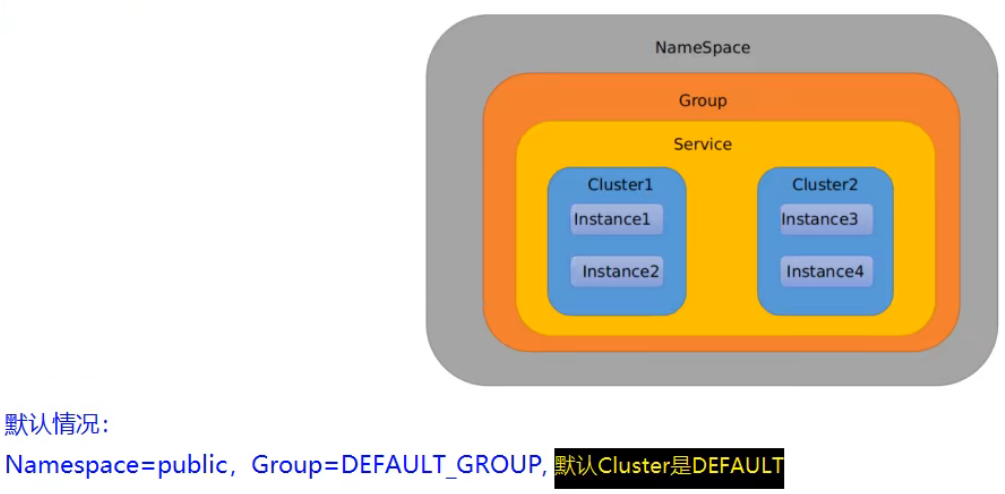 NameSpace
Group
Service
Cluster1
Instance1
Instance2
Cluster2
Instance3
Instance4
默认情况：
Namespace=public，Group=DEFAULT_GROUP, 默认Cluster是DEFAULT